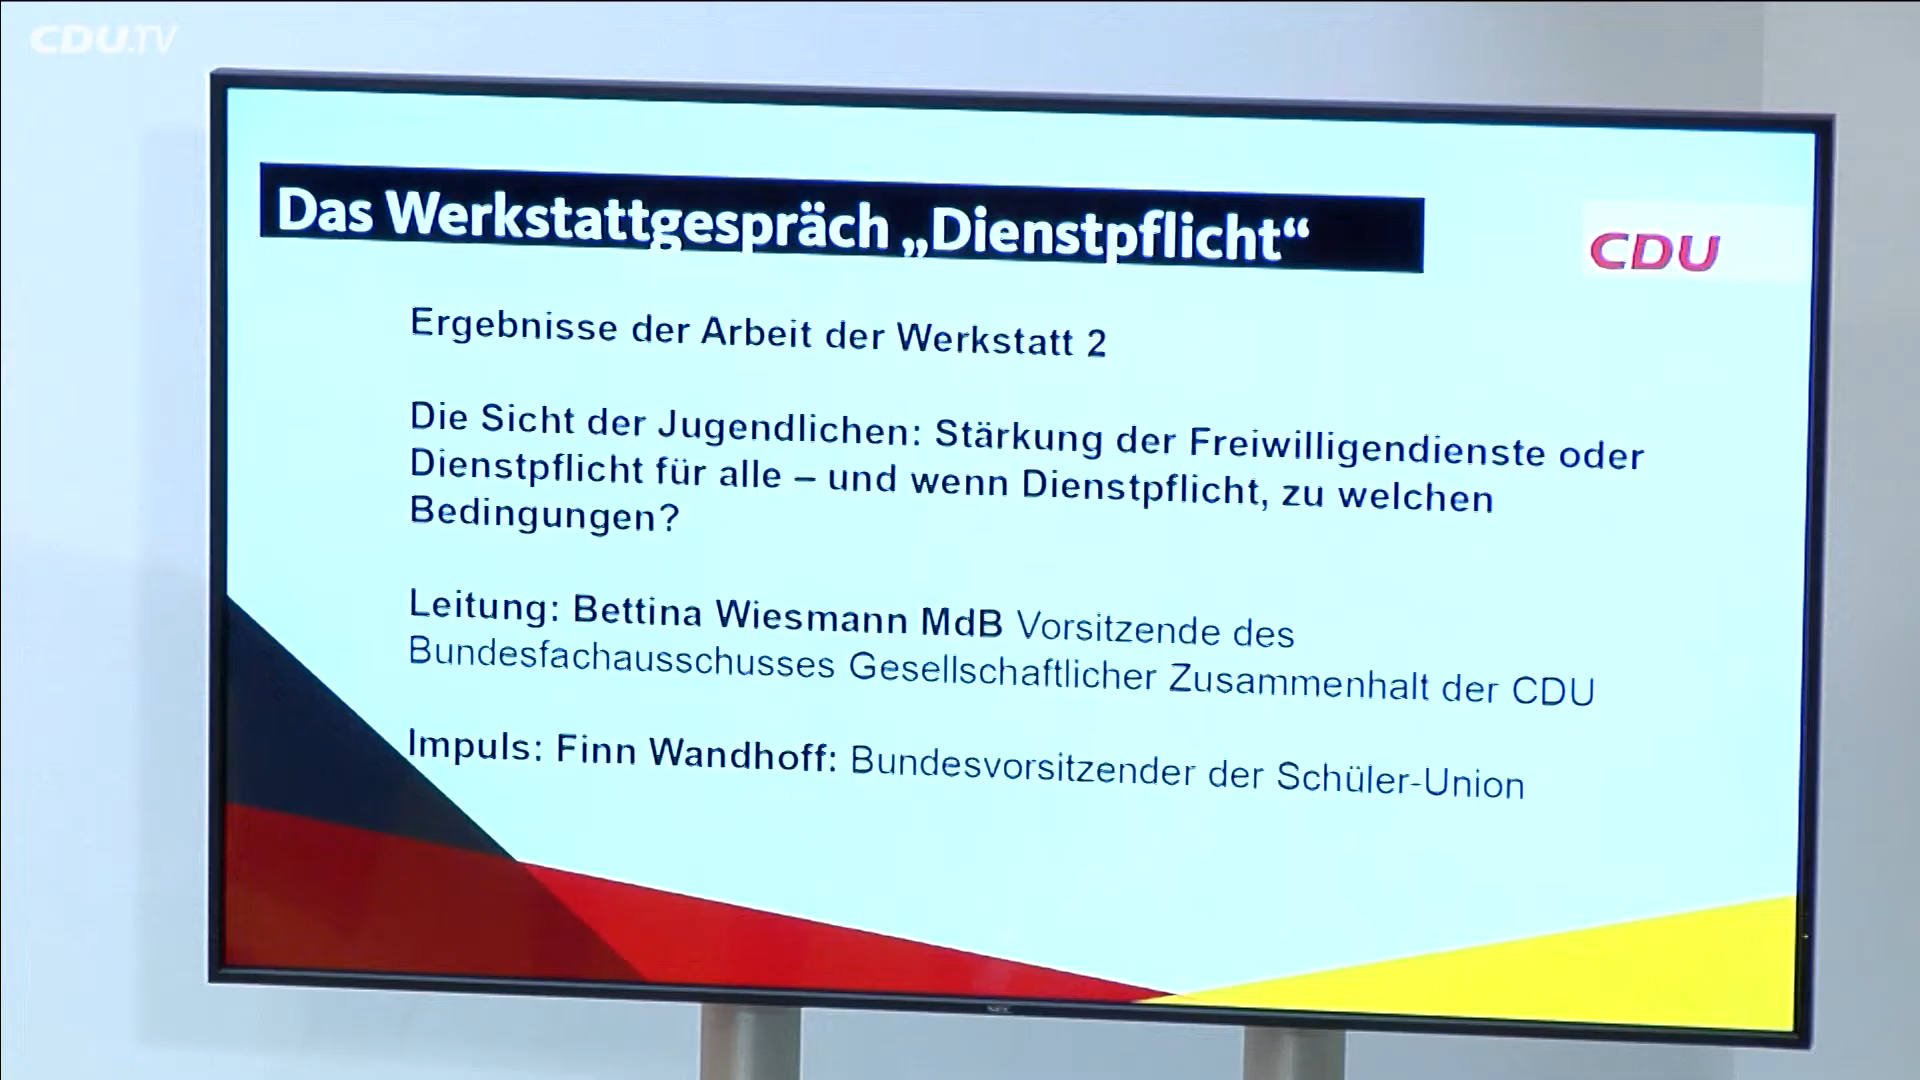 CDU.TV
Das Werkstattgespräch „Dienstpflicht“
CDU
Ergebnisse der Arbeit der Werkstatt 2
Die Sicht der Jugendlichen: Stärkung der Freiwilligendienste oder
Dienstpflicht für alle – und wenn Dienstpflicht, zu welchen
Bedingungen?
Leitung: Bettina Wiesmann MdB Vorsitzende des
Bundesfachausschusses Gesellschaftlicher Zusammenhalt der CDU
Impuls: Finn Wandhoff: Bundesvorsitzender der Schüler-Union